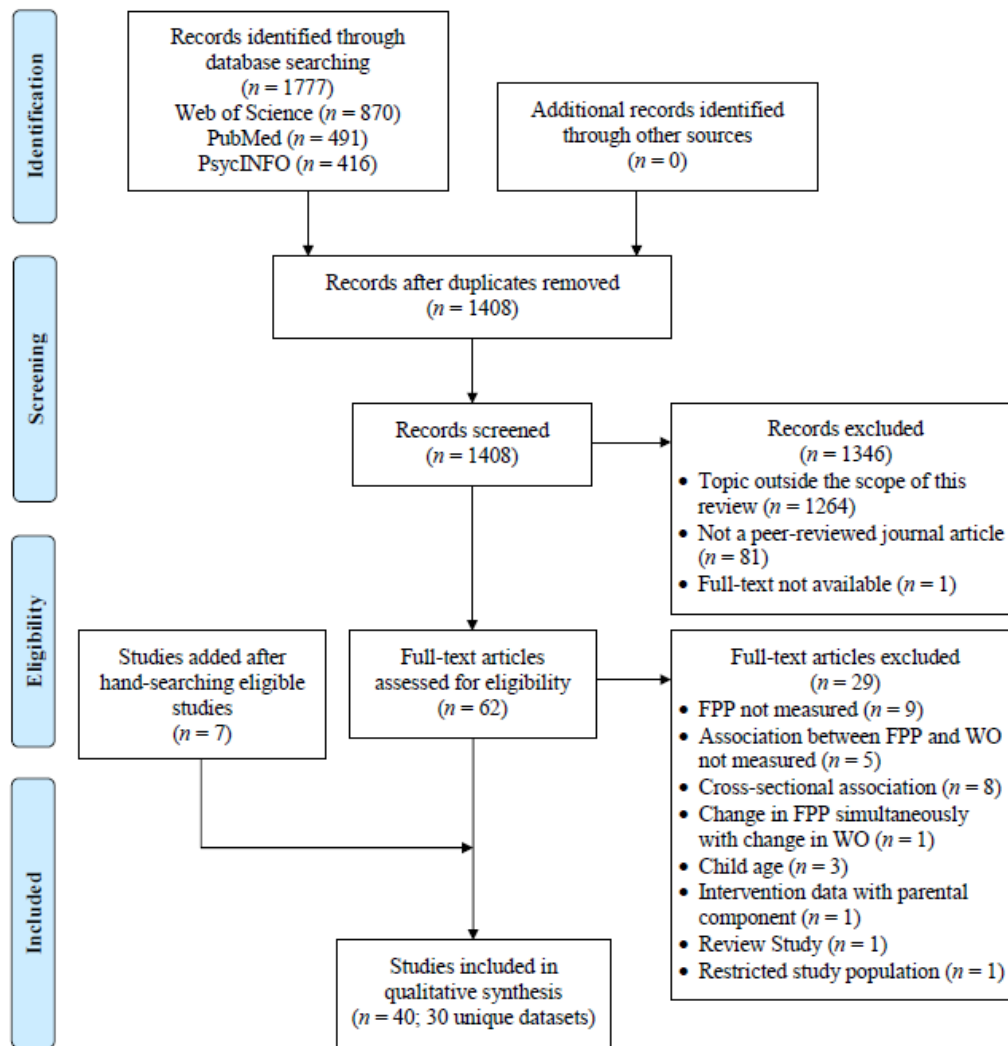 Identification
Records identified through
database searching
(n = 1777)
Web of Science (n = 870)
PubMed (n = 491)
PsycINFO (n = 416)
Additional records identified
through other sources
(n = 0)
Screening
Records after duplicates removed
(n = 1408)
Records screened
(n = 1408)
Records excluded
(n = 1346)
• Topic outside the scope of this
review (n = 1264)
• Not a peer-reviewed journal article
(n = 81)
• Full-text not available (n = 1)
Eligibility
Studies added after
hand-searching eligible
studies
(n = 7)
Full-text articles
assessed for eligibility
(n = 62)
Full-text articles excluded
(n = 29)
• FPP not measured (n = 9)
• Association between FPP and WO
not measured (n = 5)
• Cross-sectional association (n = 8)
• Change in FPP simultaneously
with change in WO (n = 1)
• Child age (n = 3)
• Intervention data with parental
component (n = 1)
• Review Study (n = 1)
• Restricted study population (n = 1)
Included
Studies included in
qualitative synthesis
(n = 40; 30 unique datasets)